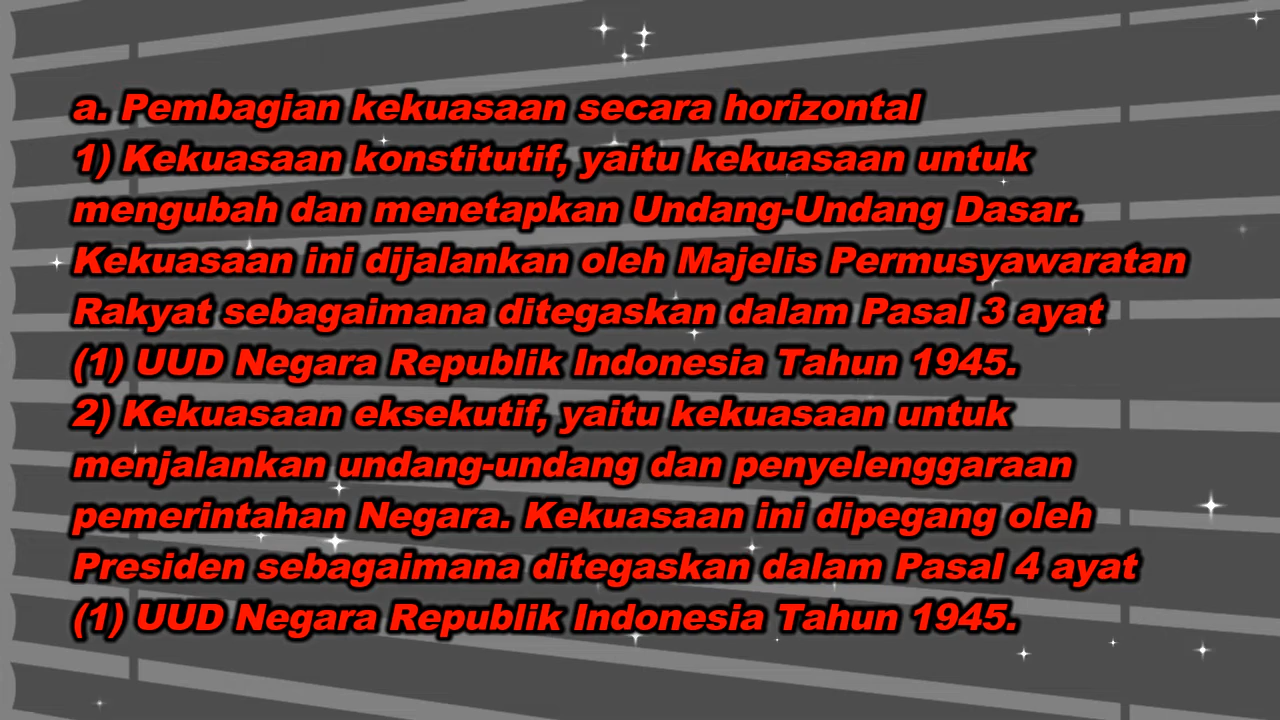 a. Pembagian kekuasaan secara horizontal
1) Kekuasaan konstitutif, yaitu kekuasaan untuk
mengubah dan menetapkan Undang-Undang Dasar.
Kekuasaan ini dijalankan oleh Majelis Permusyawaratan
Rakyat sebagaimana ditegaskan dalam Pasal 3 ayat
(1) UUD Negara Republik Indonesia Tahun 1945.
2) Kekuasaan eksekutif, yaitu kekuasaan untuk
menjalankan undang-undang dan penyelenggaraan
pemerintahan Negara. Kekuasaan ini dipegang oleh
Presiden sebagaimana ditegaskan dalam Pasal 4 ayat
(1) UUD Negara Republik Indonesia Tahun 1945.